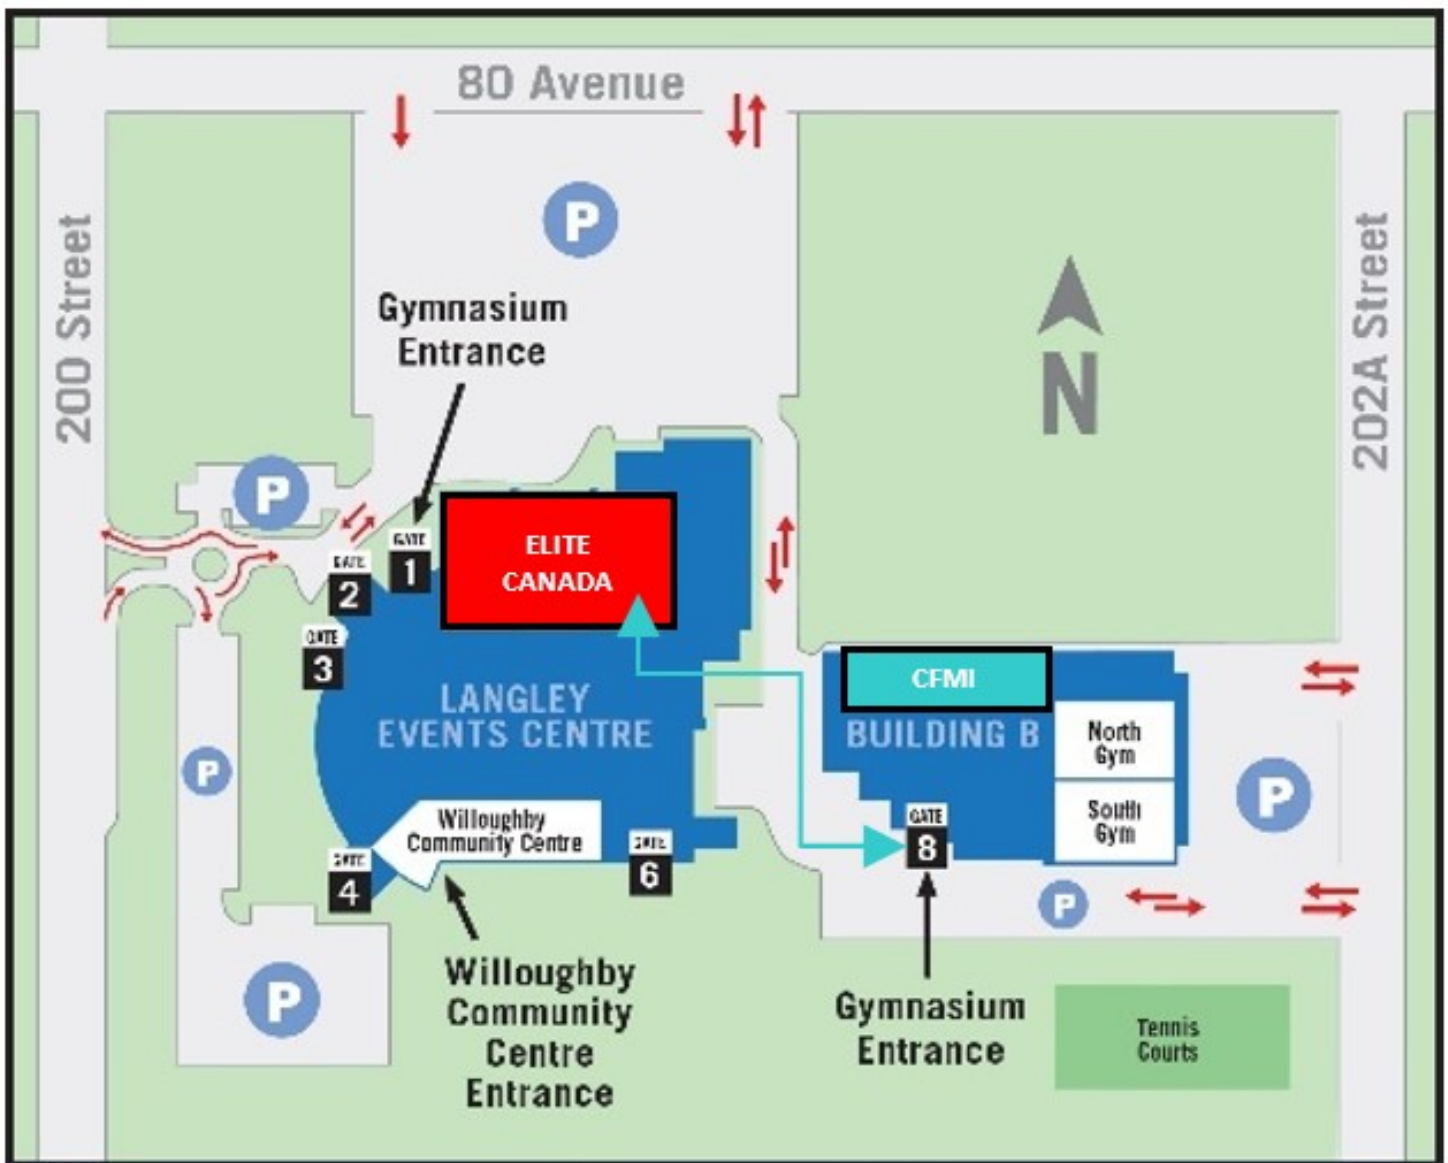 80 Avenue
P
200 Street
202A Street
Gymnasium
Entrance
N
P
GATE
1
GATE
2
GATE
3
ELITE
CANADA
LANGLEY
EVENTS CENTRE
CFMI
BUILDING B
North
Gym
South
Gym
P
P
Willoughby
Community Centre
GATE
4
GATE
6
GATE
8
P
P
Willoughby
Community
Centre
Entrance
Gymnasium
Entrance
Tennis
Courts